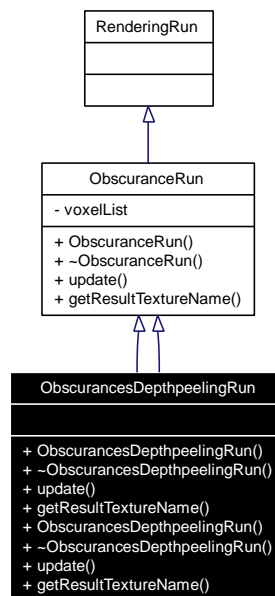 RenderingRun
ObscuranceRun
- voxelList
+ ObscuranceRun()
+ ~ObscuranceRun()
+ update()
+ getResultTextureName()
ObscurancesDepthpeelingRun
+ ObscurancesDepthpeelingRun()
+ ~ObscurancesDepthpeelingRun()
+ update()
+ getResultTextureName()
+ ObscurancesDepthpeelingRun()
+ ~ObscurancesDepthpeelingRun()
+ update()
+ getResultTextureName()